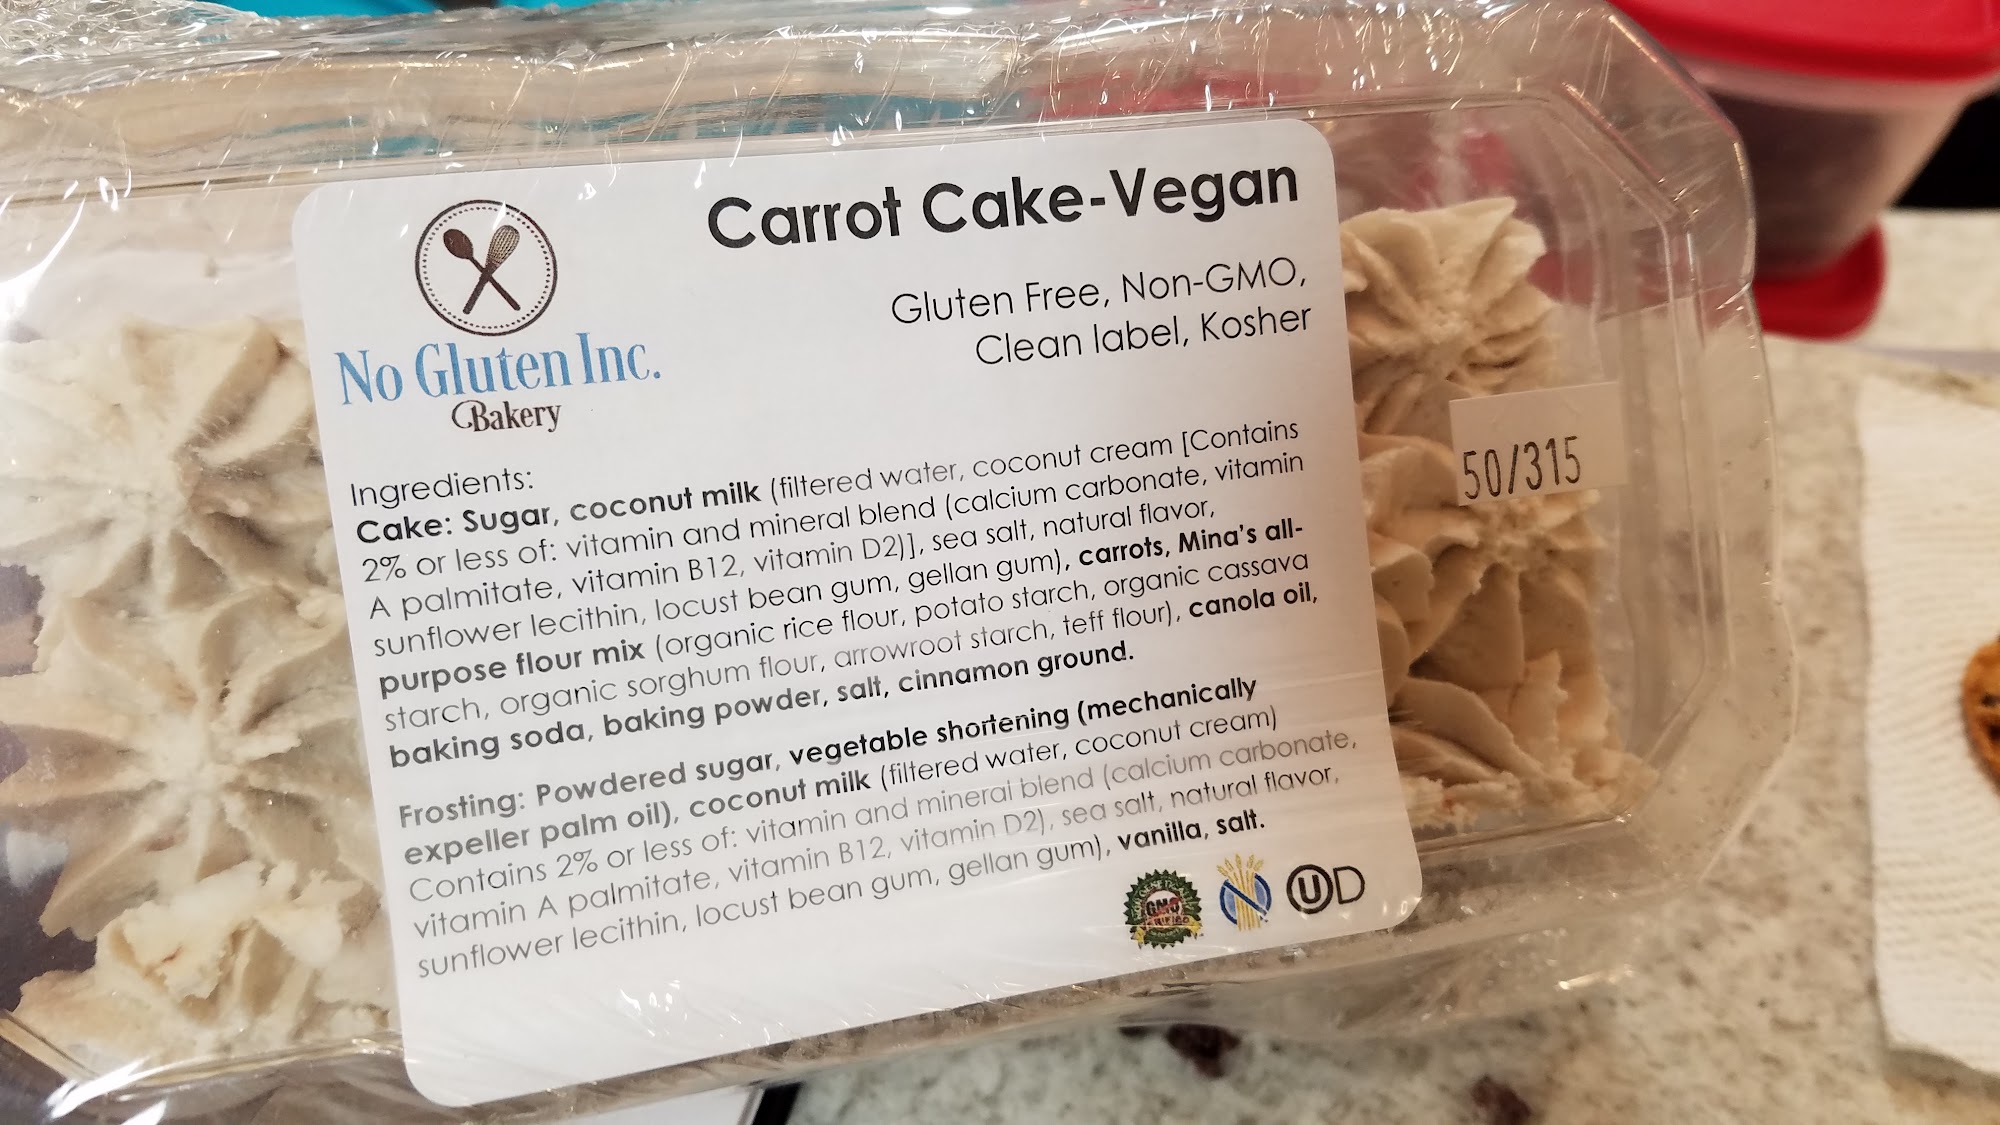 Carrot Cake-Vegan
Gluten Free, Non-GMO,
Clean label, Kosher
No Gluten Inc.
Bakery
Ingredients:
Cake: Sugar, coconut milk (filtered water, coconut cream [Contains
2% or less of: vitamin and mineral blend (calcium carbonate, vitamin
A palmitate, vitamin B12, vitamin D2)], sea salt, natural flavor,
sunflower lecithin, locust bean gum, gellan gum), carrots, Mina's all-
purpose flour mix (organic rice flour, potato starch, organic cassava
starch, organic sorghum flour, arrowroot starch, teff flour), canola oil,
baking soda, baking powder, salt, cinnamon ground.
Frosting: Powdered sugar, vegetable shortening (mechanically
expeller palm oil), coconut milk (filtered water, coconut cream)
Contains 2% or less of: vitamin and mineral blend (calcium carbonate,
vitamin A palmitate, vitamin B12, vitamin D2), sea salt, natural flavor,
sunflower lecithin, locust bean gum, gellan gum), vanilla, salt.
GMO
UD
50/315